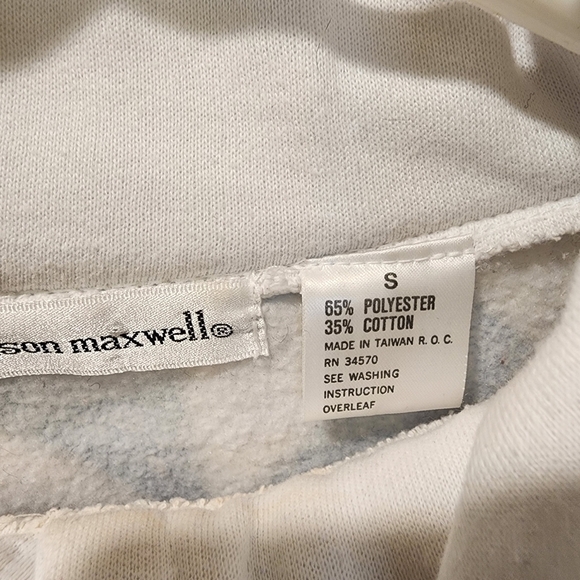 son maxwell®
S
65% POLYESTER
35% COTTON
MADE IN TAIWAN R. O. C.
RN 34570
SEE WASHING
INSTRUCTION
OVERLEAF